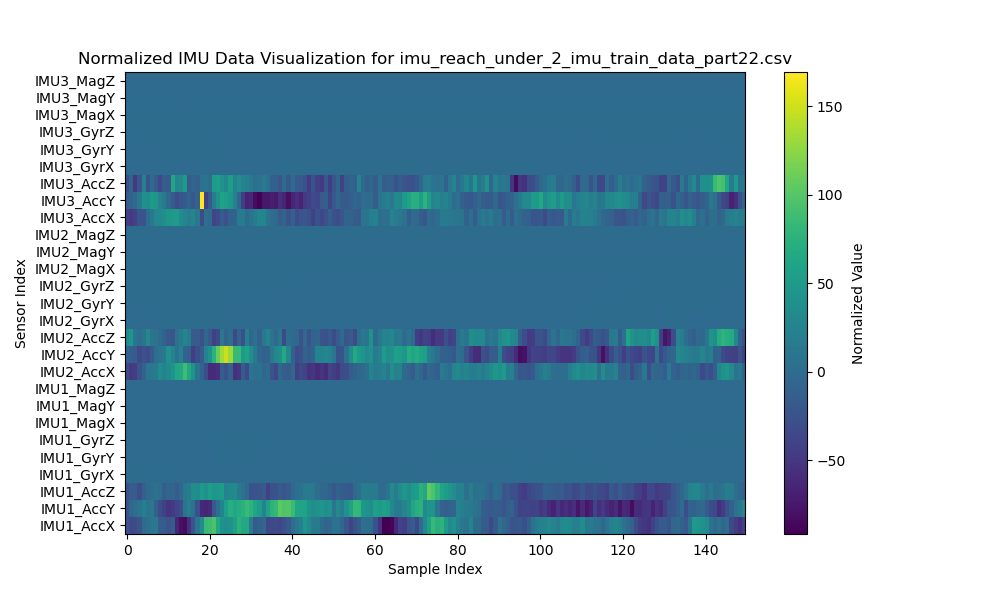 Normalized IMU Data Visualization for imu_reach_under_2_imu_train_data_part22.csv
IMU3_MagZ
IMU3_MagY
IMU3_MagX
IMU3_GyrZ
IMU3_GyrY
IMU3_GyrX
IMU3_AccZ
IMU3_AccY
IMU3_AccX
IMU2_MagZ
IMU2_MagY
IMU2_MagX
IMU2_GyrZ
IMU2_GyrY
IMU2_GyrX
IMU2_AccZ
IMU2_AccY
IMU2_AccX
IMU1_MagZ
IMU1_MagY
IMU1_MagX
IMU1_GyrZ
IMU1_GyrY
IMU1_GyrX
IMU1_AccZ
IMU1_AccY
IMU1_AccX
Sensor Index
0 20 40 60 80 100 120 140
Sample Index
150
100
50
0
−50
Normalized Value